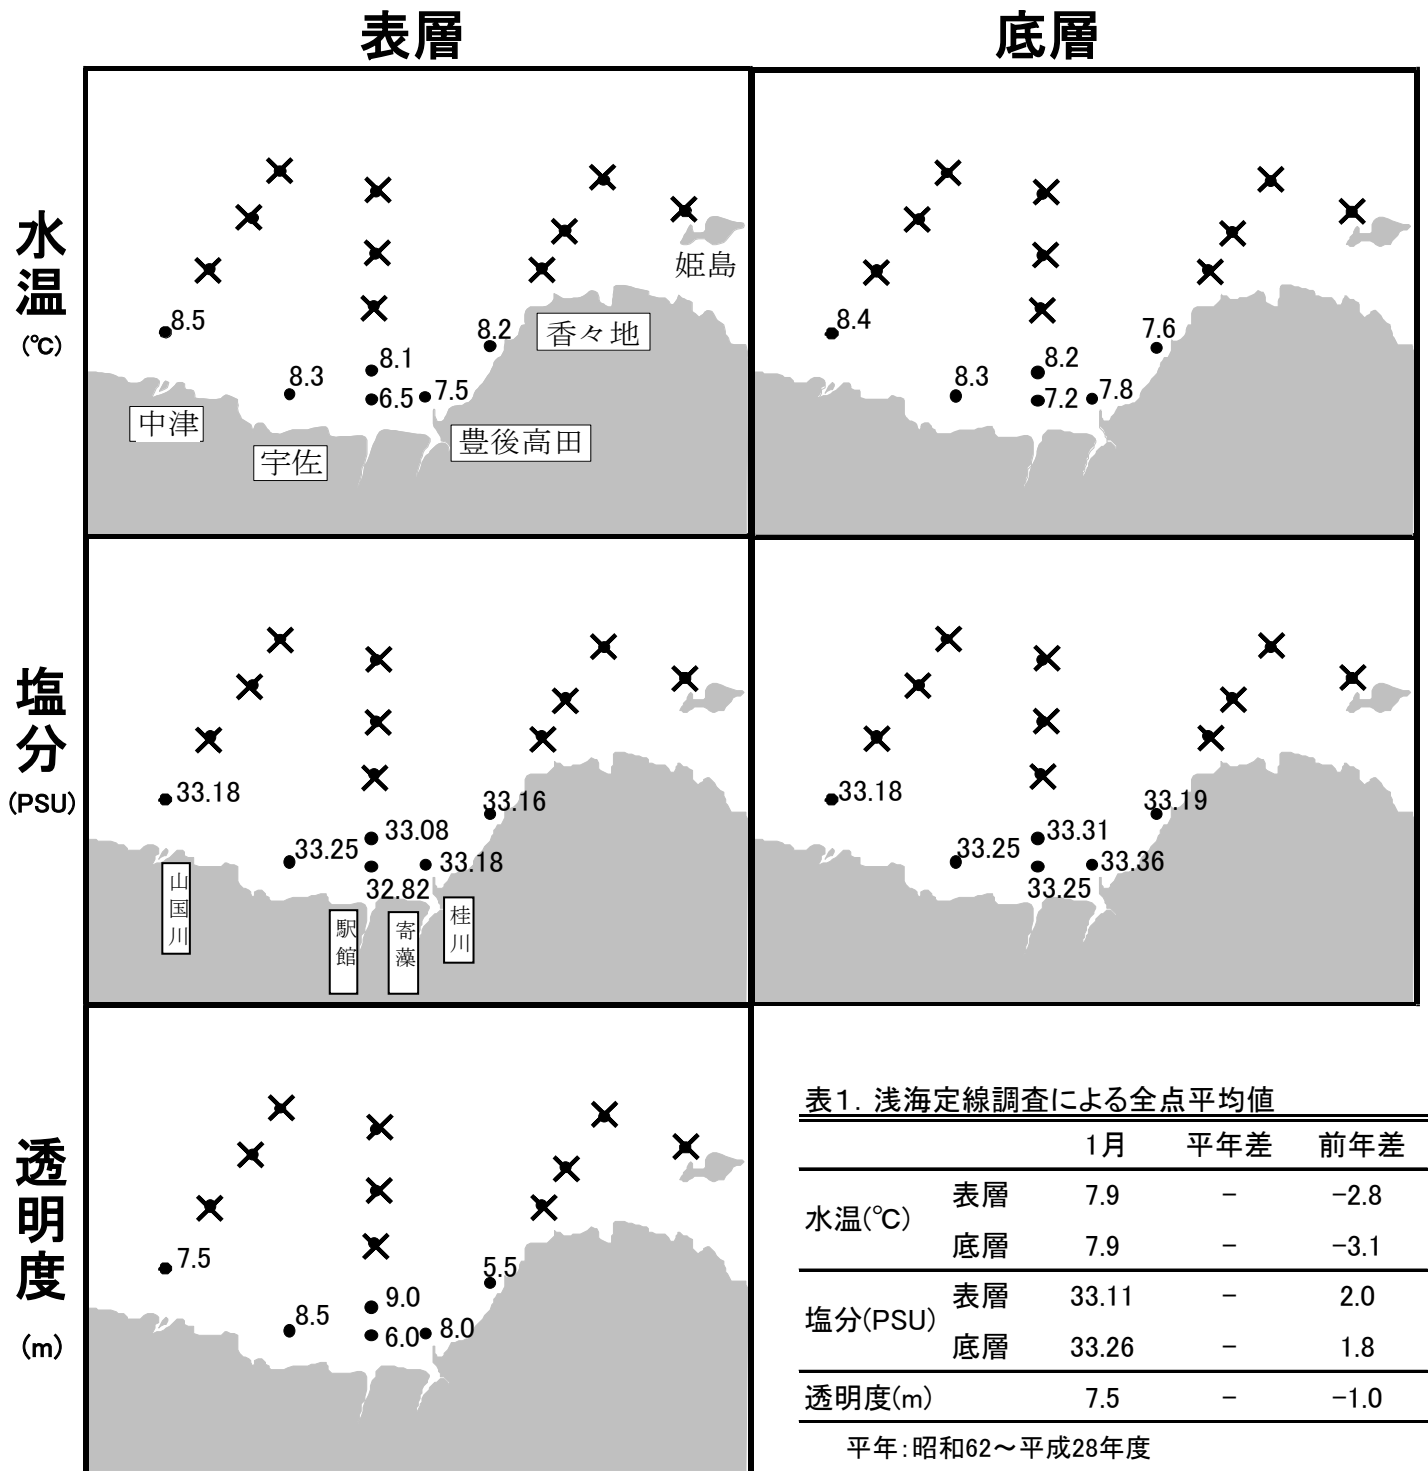 表層
底層
水温
(℃)
8.5
8.3
8.1
6.5
7.5
8.2
姫島
香々地
中津
宇佐
豊後高田
8.4
8.3
8.2
7.2
7.8
7.6
塩分
(PSU)
33.18
33.25
33.08
32.82
33.18
33.16
山国川
駅館
寄藻
桂川
33.18
33.25
33.31
33.25
33.36
33.19
透明度
(m)
7.5
8.5
9.0
6.0
8.0
5.5
表1. 浅海定線調査による全点平均値
1月 平年差 前年差
水温(℃) 表層 7.9 − −2.8
底層 7.9 − −3.1
塩分(PSU) 表層 33.11 − 2.0
底層 33.26 − 1.8
透明度(m) 7.5 − −1.0
平年:昭和62～平成28年度